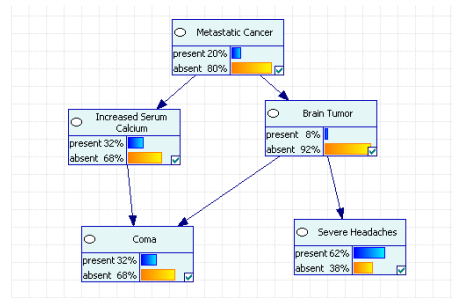 Metastatic Cancer
present 20%
absent 80%
Increased Serum
Calcium
present 32%
absent 68%
Brain Tumor
present 8%
absent 92%
Coma
present 32%
absent 68%
Severe Headaches
present 62%
absent 38%